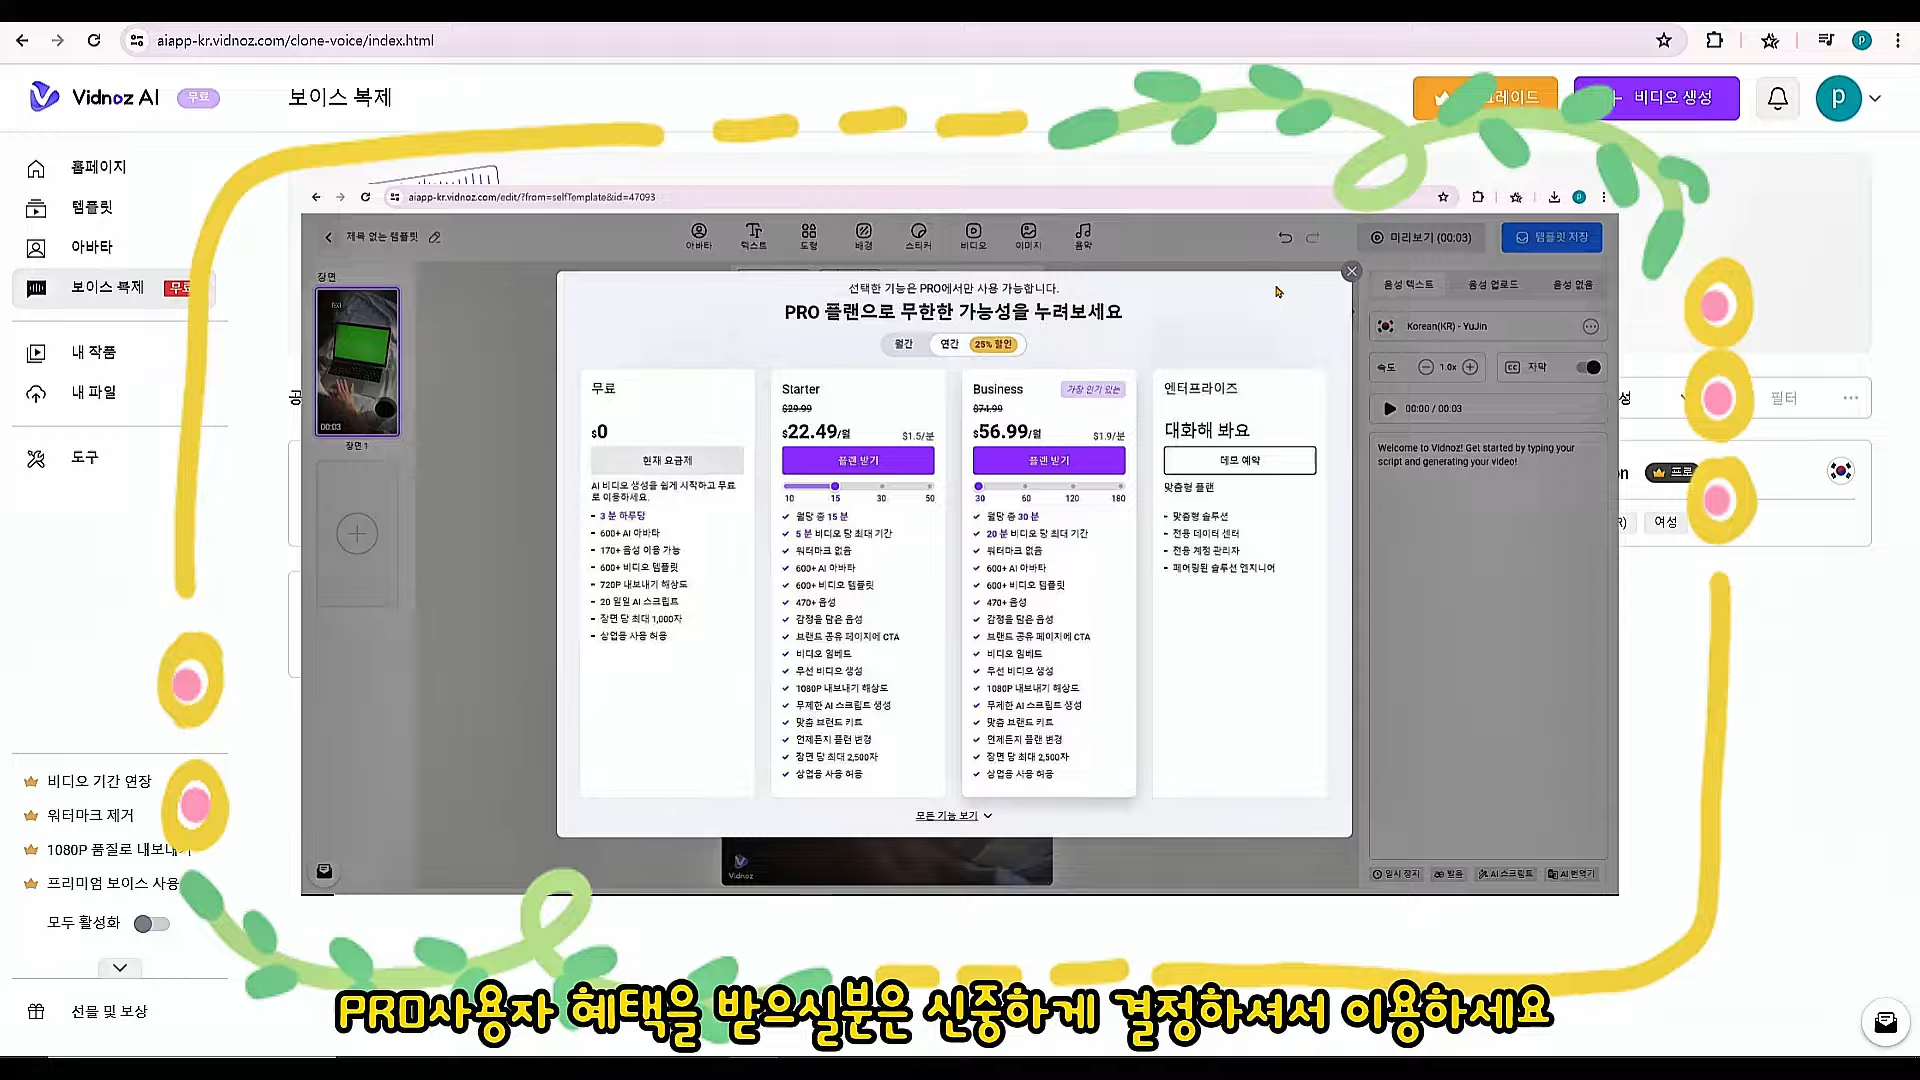 aiapp-kr.vidnoz.com/clone-voice/index.html
Vidnoz AI
무료
보이스 복제
비디오 생성
홈페이지
템플릿
아바타
보이스 복제
무료
내 작품
내 파일
도구
비디오 기간 연장
워터마크 제거
1080P 품질로 내보내기
프리미엄 보이스 사용
모두 활성화
선물 및 보상
aiapp-kr.vidnoz.com/edit/?from=selfTemplate&id=47093
제목 없는 템플릿
아바타
텍스트
도형
배경
스티커
비디오
이미지
음악
미리보기 (00:03)
템플릿 저장
장면
00:03
장면 1
선택한 기능은 PRO에서만 사용 가능합니다.
PRO 플랜으로 무한한 가능성을 누려보세요
월간
연간
25% 할인
무료
$0
현재 요금제
AI 비디오 생성을 쉽게 시작하고 무료
로 이용하세요.
- 3 분 하루당
- 600+ AI 아바타
- 170+ 음성 이용 가능
- 600+ 비디오 템플릿
- 720P 내보내기 해상도
- 20 일일 AI 스크립트
- 장면 당 최대 1,000자
- 상업용 사용 허용
Starter
$29.99
$22.49/월
$1.5/분
플랜 받기
10 15 30 50
월당 총 15 분
5 분 비디오 당 최대 기간
워터마크 없음
600+ AI 아바타
600+ 비디오 템플릿
470+ 음성
감정을 담은 음성
브랜드 공유 페이지에 CTA
비디오 임베드
우선 비디오 생성
1080P 내보내기 해상도
무제한 AI 스크립트 생성
맞춤 브랜드 키트
언제든지 플랜 변경
장면 당 최대 2,500자
상업용 사용 허용
Business
가장 인기 있는
$74.99
$56.99/월
$1.9/분
플랜 받기
30 60 120 180
월당 총 30 분
20 분 비디오 당 최대 기간
워터마크 없음
600+ AI 아바타
600+ 비디오 템플릿
470+ 음성
감정을 담은 음성
브랜드 공유 페이지에 CTA
비디오 임베드
우선 비디오 생성
1080P 내보내기 해상도
무제한 AI 스크립트 생성
맞춤 브랜드 키트
언제든지 플랜 변경
장면 당 최대 2,500자
상업용 사용 허용
엔터프라이즈
대화해 봐요
데모 예약
맞춤형 플랜
- 맞춤형 솔루션
- 전용 데이터 센터
- 전용 계정 관리자
- 페어링된 솔루션 엔지니어
모든 기능 보기
Vidnoz
음성 텍스트
음성 업로드
음성 없음
Korean(KR) - YuJin
속도
1.0x
자막
00:00 / 00:03
Welcome to Vidnoz! Get started by typing your
script and generating your video!
일시 정지
발음
AI 스크립트
AI 번역기
필터
프로
여성
PRO사용자 혜택을 받으실분은 신중하게 결정하셔서 이용하세요